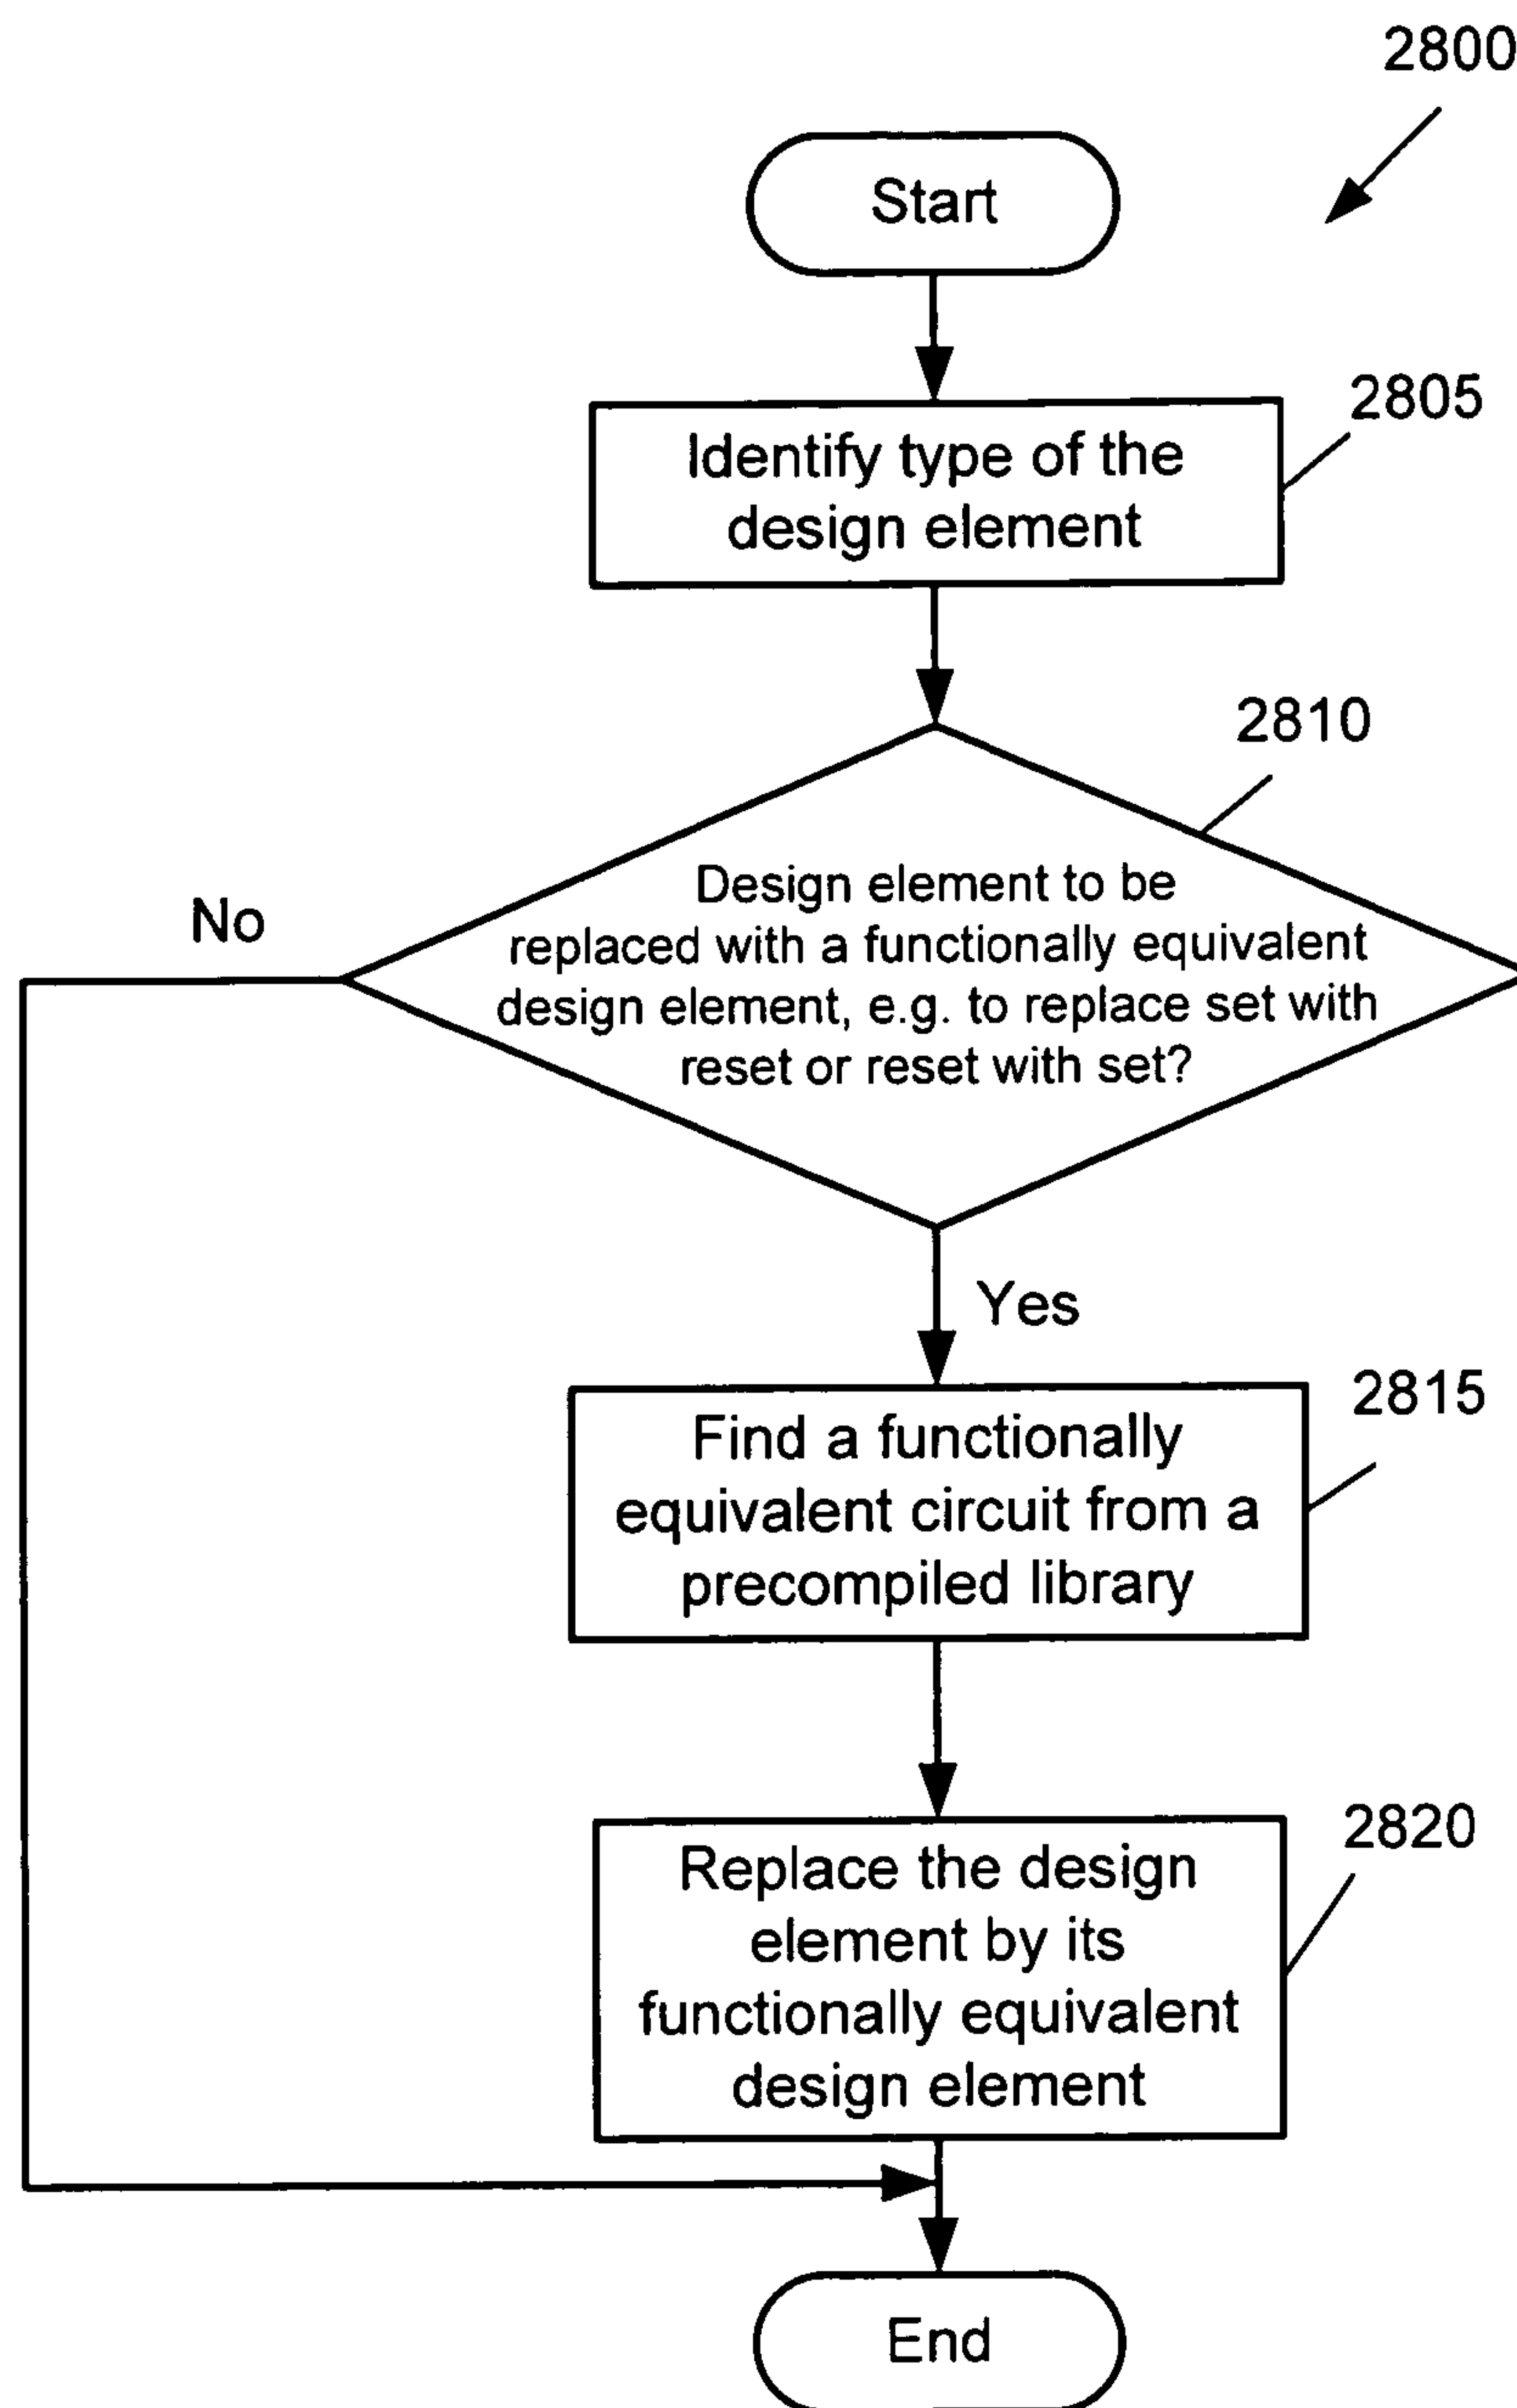 2800
Start
2805
Identify type of the
design element
2810
Design element to be
replaced with a functionally equivalent
design element, e.g. to replace set with
reset or reset with set?
No
Yes
2815
Find a functionally
equivalent circuit from a
precompiled library
2820
Replace the design
element by its
functionally equivalent
design element
End